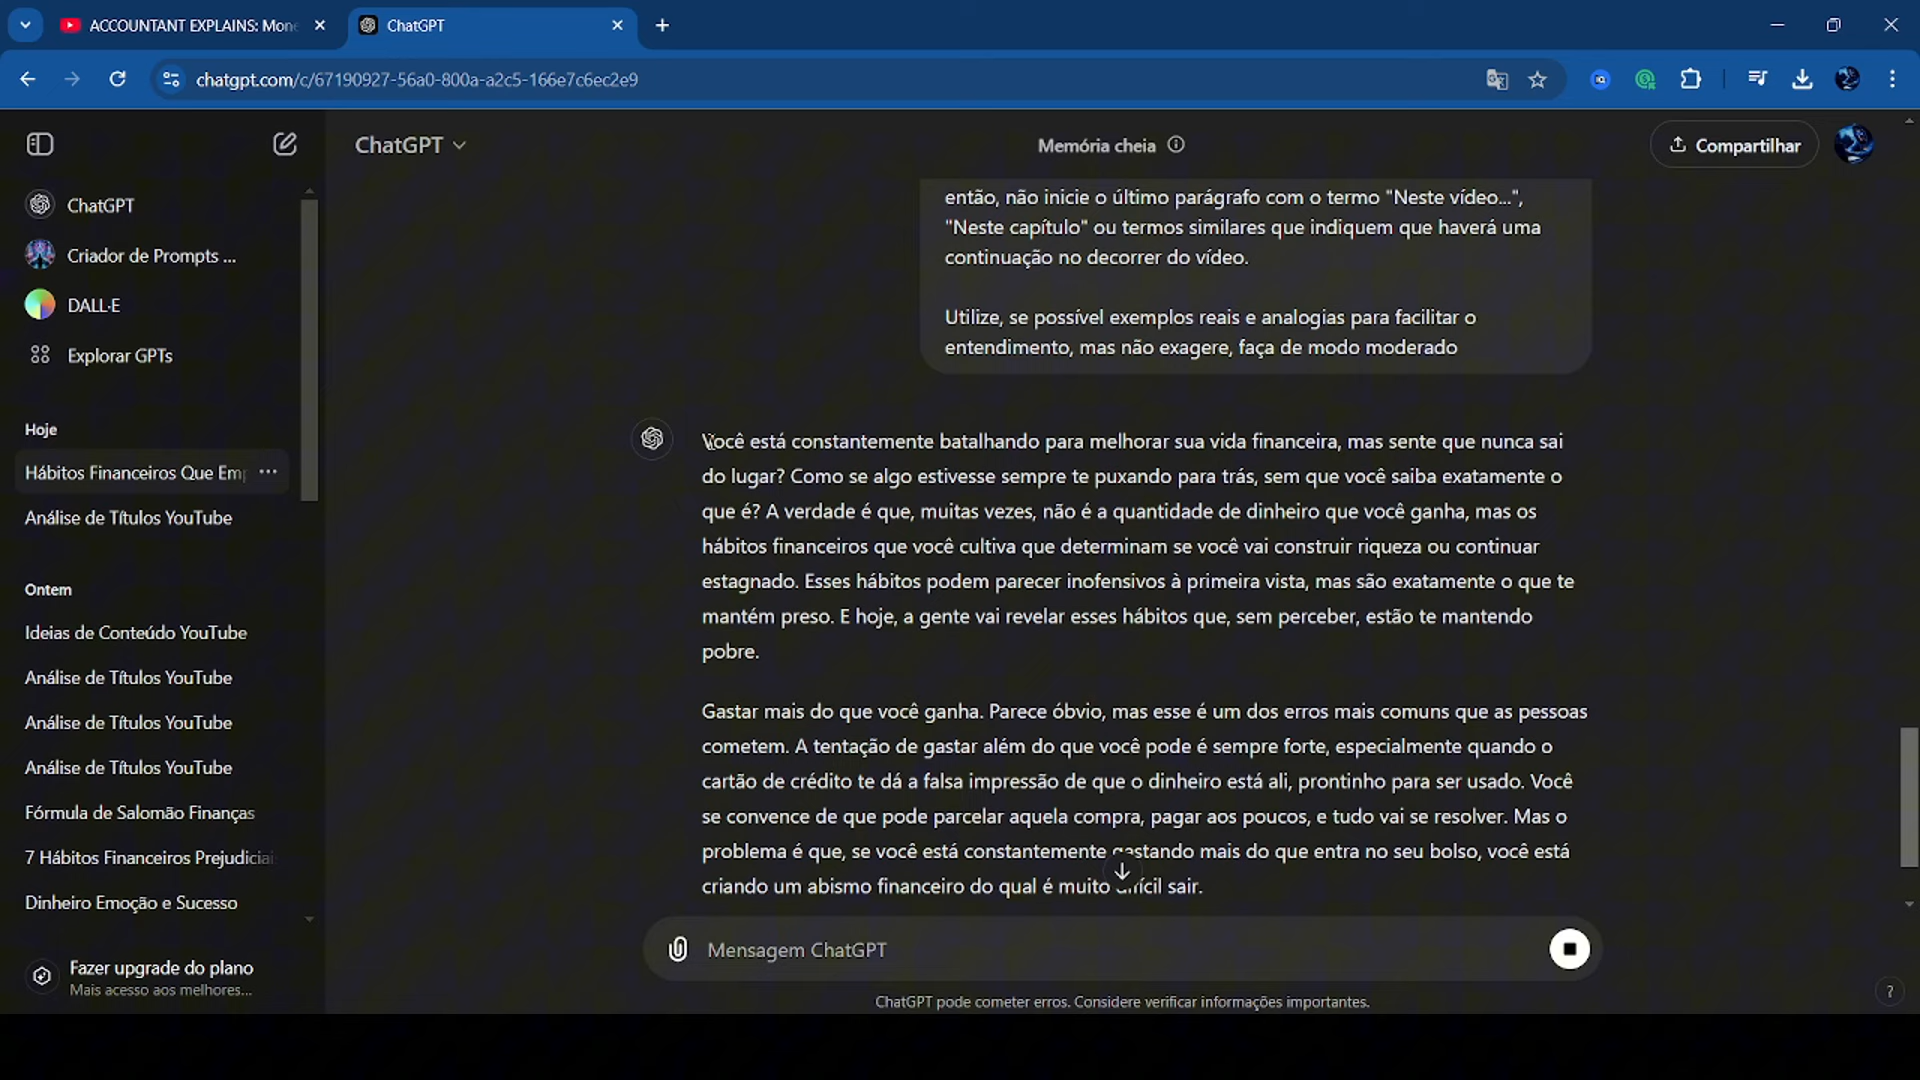 ACCOUNTANT EXPLAINS: Mone
ChatGPT
chatgpt.com/c/67190927-56a0-800a-a2c5-166e7c6ec2e9
ChatGPT
Memória cheia
Compartilhar
ChatGPT
Criador de Prompts ...
DALL·E
Explorar GPTs
Hoje
Hábitos Financeiros Que Emp
Análise de Títulos YouTube
Ontem
Ideias de Conteúdo YouTube
Análise de Títulos YouTube
Análise de Títulos YouTube
Análise de Títulos YouTube
Fórmula de Salomão Finanças
7 Hábitos Financeiros Prejudiciai
Dinheiro Emoção e Sucesso
Fazer upgrade do plano
Mais acesso aos melhores...
então, não inicie o último parágrafo com o termo "Neste vídeo...",
"Neste capítulo" ou termos similares que indiquem que haverá uma
continuação no decorrer do vídeo.
Utilize, se possível exemplos reais e analogias para facilitar o
entendimento, mas não exagere, faça de modo moderado
Você está constantemente batalhando para melhorar sua vida financeira, mas sente que nunca sai
do lugar? Como se algo estivesse sempre te puxando para trás, sem que você saiba exatamente o
que é? A verdade é que, muitas vezes, não é a quantidade de dinheiro que você ganha, mas os
hábitos financeiros que você cultiva que determinam se você vai construir riqueza ou continuar
estagnado. Esses hábitos podem parecer inofensivos à primeira vista, mas são exatamente o que te
mantém preso. E hoje, a gente vai revelar esses hábitos que, sem perceber, estão te mantendo
pobre.
Gastar mais do que você ganha. Parece óbvio, mas esse é um dos erros mais comuns que as pessoas
cometem. A tentação de gastar além do que você pode é sempre forte, especialmente quando o
cartão de crédito te dá a falsa impressão de que o dinheiro está ali, prontinho para ser usado. Você
se convence de que pode parcelar aquela compra, pagar aos poucos, e tudo vai se resolver. Mas o
problema é que, se você está constantemente gastando mais do que entra no seu bolso, você está
criando um abismo financeiro do qual é muito difícil sair.
Mensagem ChatGPT
ChatGPT pode cometer erros. Considere verificar informações importantes.
?